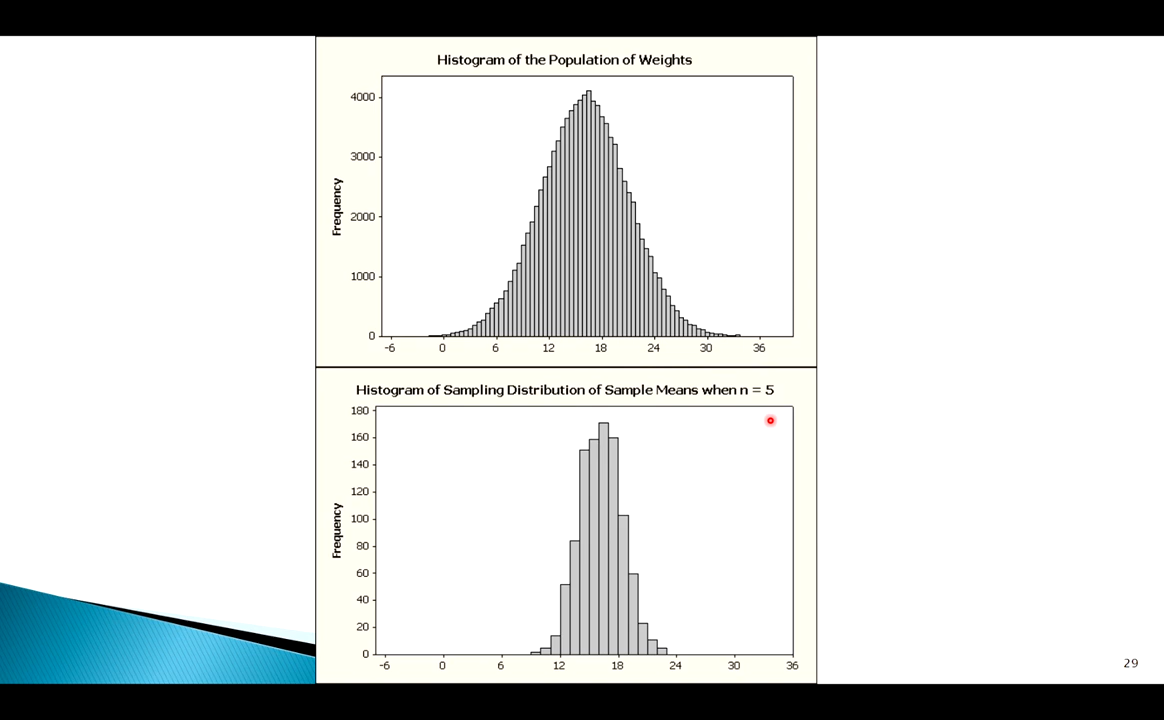 Histogram of the Population of Weights
4000
3000
2000
1000
0
Frequency
-6 0 6 12 18 24 30 36
Histogram of Sampling Distribution of Sample Means when n = 5
180
160
140
120
100
80
60
40
20
0
Frequency
-6 0 6 12 18 24 30 36
29